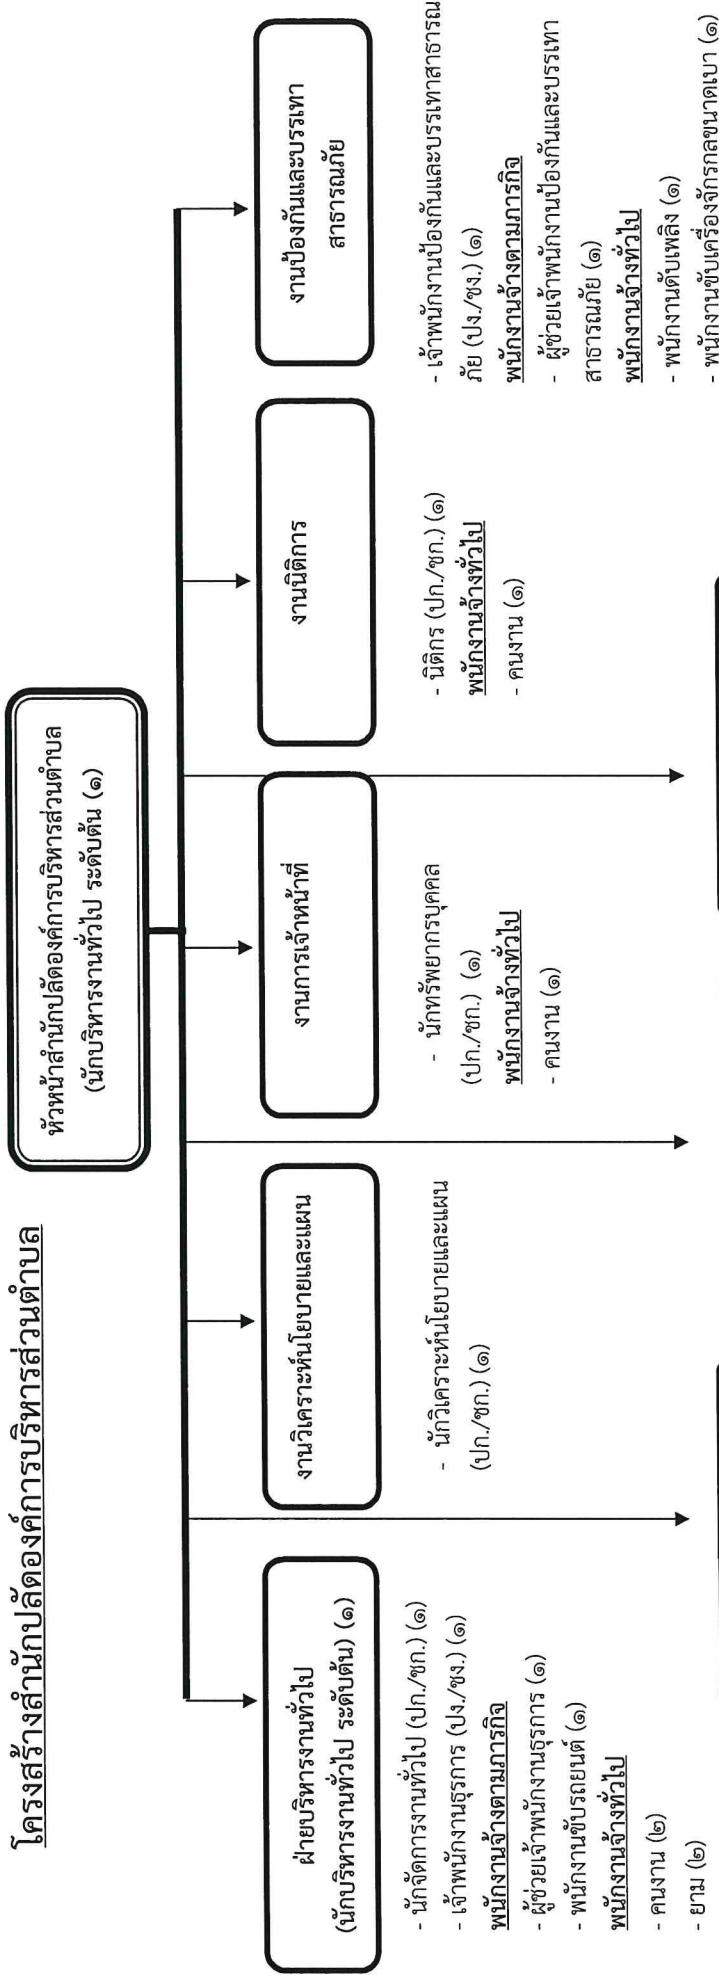 โครงสร้างสำนักปลัดองค์การบริหารส่วนตำบล
หัวหน้าสำนักปลัดองค์การบริหารส่วนตำบล
(นักบริหารงานทั่วไป ระดับต้น (๑)
ฝ่ายบริหารงานทั่วไป
(นักบริหารงานทั่วไป ระดับต้น) (๑)
- นักจัดการงานทั่วไป (ปก./ชก.) (๑)
- เจ้าพนักงานธุรการ (ปง./ชง.) (๑)
พนักงานจ้างตามภารกิจ
- ผู้ช่วยเจ้าพนักงานธุรการ (๑)
- พนักงานขับรถยนต์ (๑)
พนักงานจ้างทั่วไป
- คนงาน (๒)
- ยาม (๒)
งานวิเคราะห์นโยบายและแผน
- นักวิเคราะห์นโยบายและแผน
(ปก./ชก.) (๑)
งานการเจ้าหน้าที่
- นักทรัพยากรบุคคล
(ปก./ชก.) (๑)
พนักงานจ้างทั่วไป
- คนงาน (๑)
งานนิติการ
- นิติกร (ปก./ชก.) (๑)
พนักงานจ้างทั่วไป
- คนงาน (๑)
งานป้องกันและบรรเทา
สาธารณภัย
- เจ้าพนักงานป้องกันและบรรเทาสาธารณ
ภัย (ปง./ชง.) (๑)
พนักงานจ้างตามภารกิจ
- ผู้ช่วยเจ้าพนักงานป้องกันและบรรเทา
สาธารณภัย (๑)
พนักงานจ้างทั่วไป
- พนักงานดับเพลิง (๑)
- พนักงานขับเครื่องจักรกลขนาดเบา (๑)